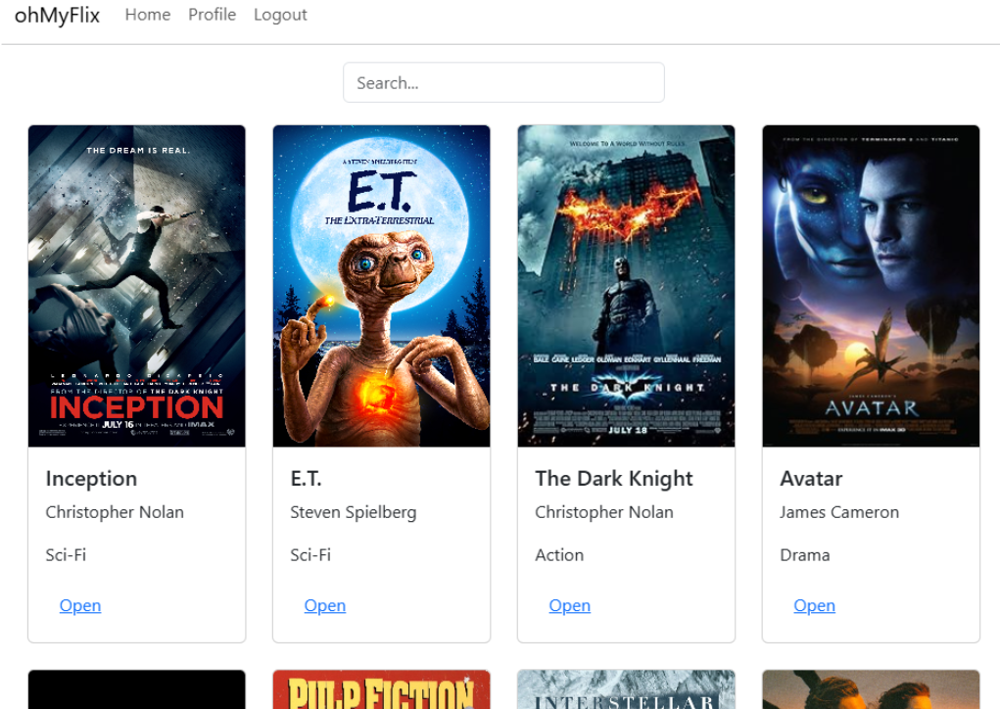 ohMyFlix Home Profile Logout
Search...
THE DREAM IS REAL.
LEONARDO DICAPRIO
FROM THE DIRECTOR OF THE DARK KNIGHT
INCEPTION
JULY 16 IN THEATERS AND IMAX
A STEVEN SPIELBERG FILM
E.T.
THE EXTRA-TERRESTRIAL
WELCOME TO A WORLD WITHOUT RULES.
BALE CAINE LEDGER OLDMAN ECKHART GYLLENHAAL FREEMAN
THE DARK KNIGHT
JULY 18
FROM THE DIRECTOR OF TERMINATOR 2 AND TITANIC
JAMES CAMERON'S
AVATAR
EXPERIENCE IT IN IMAX 3D
Inception
Christopher Nolan
Sci-Fi
Open
E.T.
Steven Spielberg
Sci-Fi
Open
The Dark Knight
Christopher Nolan
Action
Open
Avatar
James Cameron
Drama
Open
PULP FICTION
INTERSTELLAR